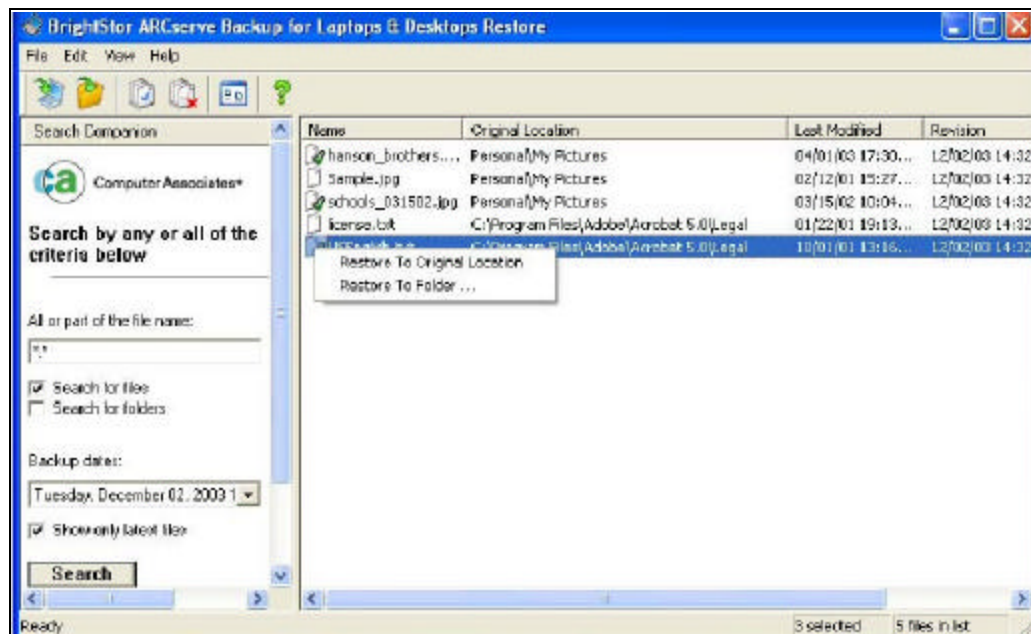 BrightStor ARCserve Backup for Laptops & Desktops Restore
File Edit View Help
Search Companion
ca Computer Associates®
Search by any or all of the
criteria below
All or part of the file name:
*.*
Search for files
Search for folders
Backup dates:
Tuesday, December 02, 2003 1
Show only latest files
Search
Name Original Location Last Modified Revision
hanson_brothers.... Personal\My Pictures 04/01/03 17:30... 12/02/03 14:32
Sample.jpg Personal\My Pictures 02/12/01 15:27... 12/02/03 14:32
schools_031502.jpg Personal\My Pictures 03/15/02 10:04... 12/02/03 14:32
license.txt C:\Program Files\Adobe\Acrobat 5.0\Legal 01/22/01 19:13... 12/02/03 14:32
C:\Program Files\Adobe\Acrobat 5.0\Legal 10/01/01 13:16... 12/02/03 14:32
Restore To Original Location
Restore To Folder ...
Ready 3 selected 5 files in list